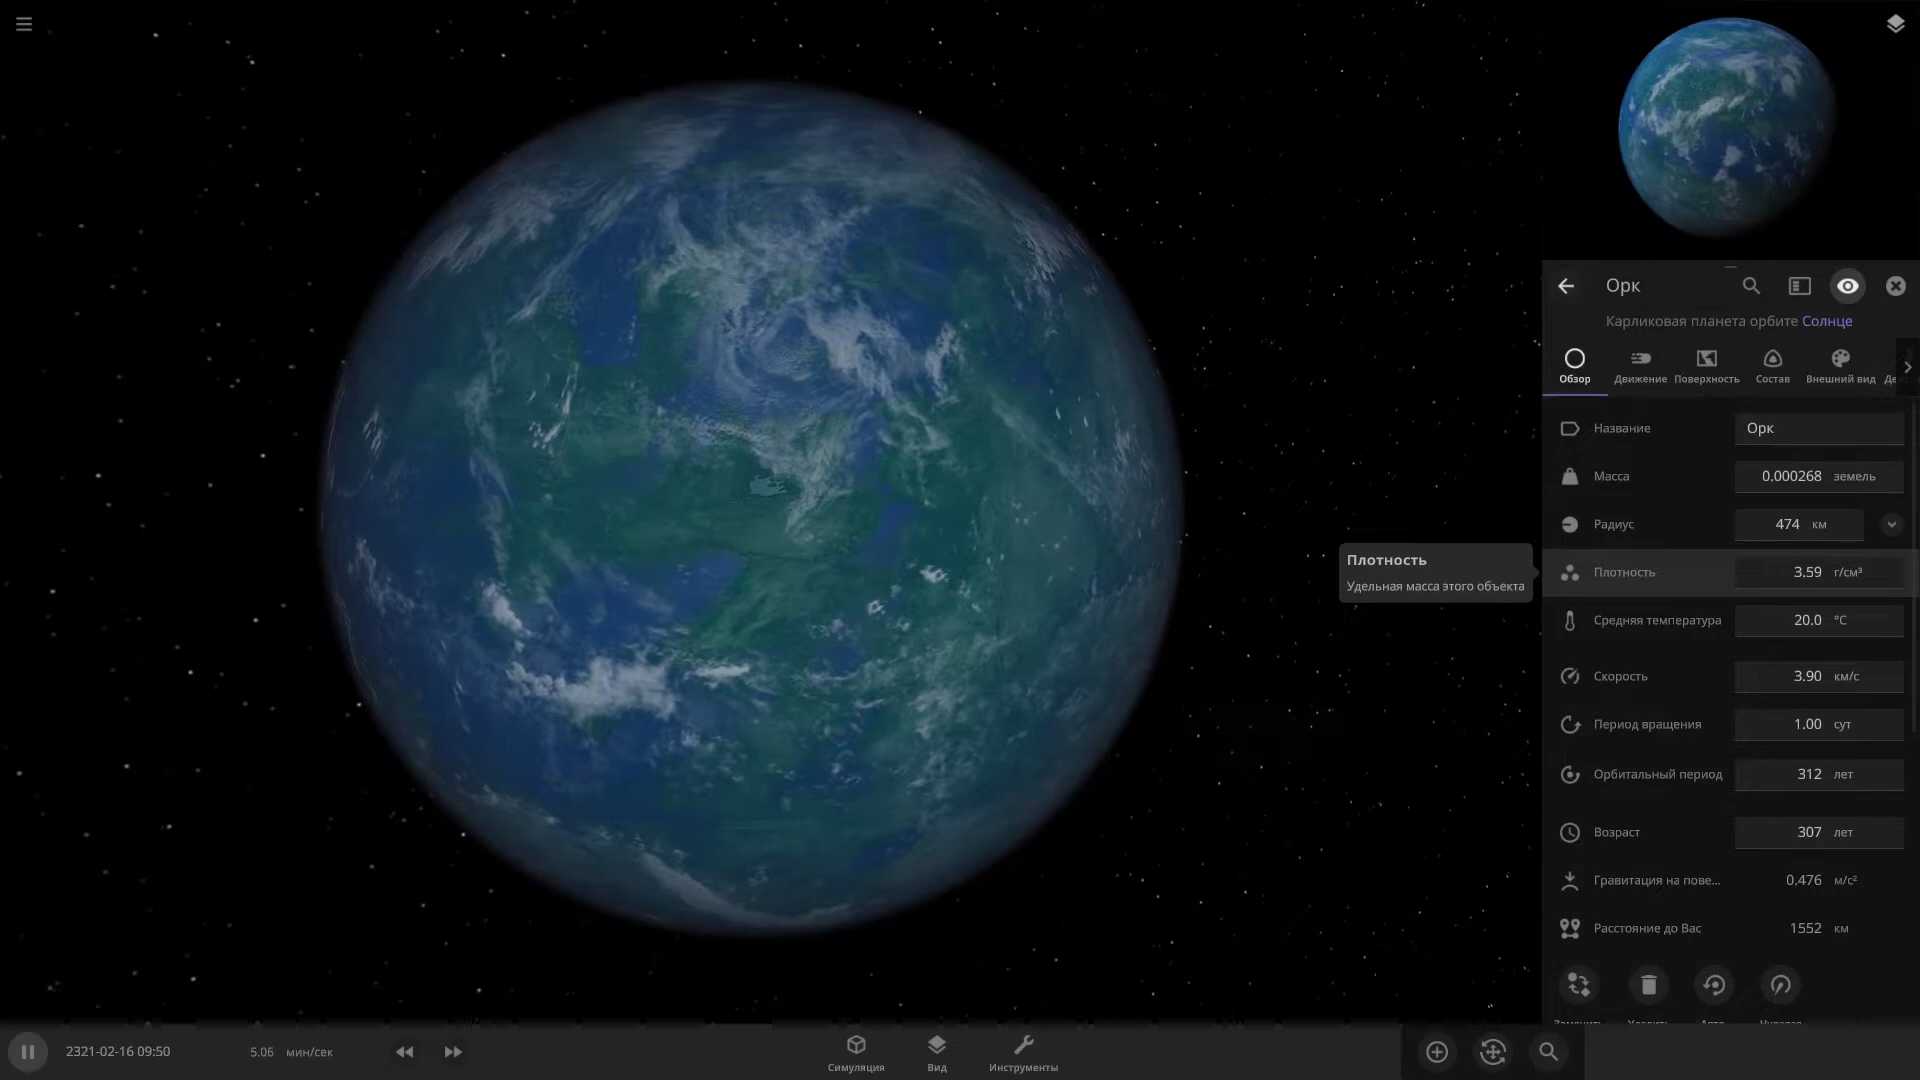 Орк
Карликовая планета орбите Солнце
Обзор
Движение
Поверхность
Состав
Внешний вид
Название
Орк
Масса
0.000268 земель
Радиус
474 км
Плотность
Удельная масса этого объекта
Плотность
3.59 г/см³
Средняя температура
20.0 °C
Скорость
3.90 км/с
Период вращения
1.00 сут
Орбитальный период
312 лет
Возраст
307 лет
Гравитация на пове...
0.476 м/с²
Расстояние до Вас
1552 км
2321-02-16 09:50
5.06 мин/сек
Симуляция
Вид
Инструменты